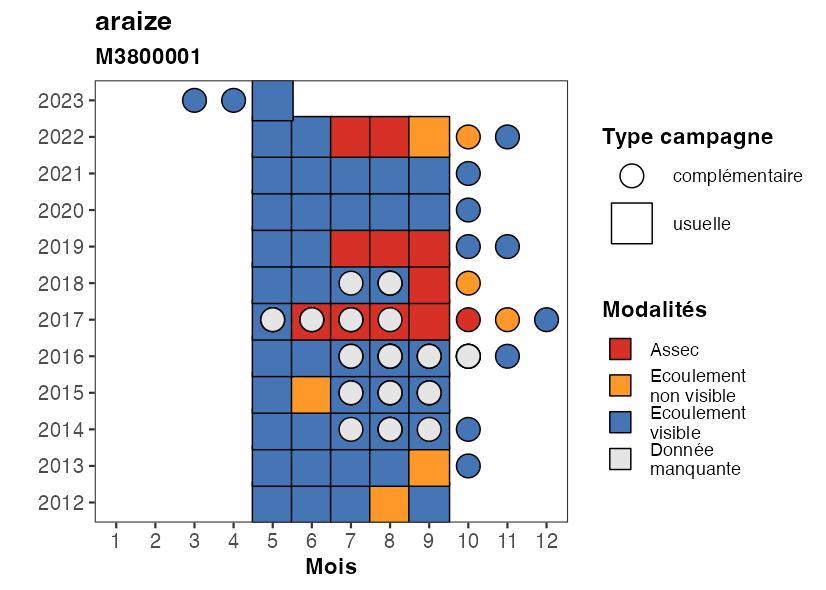 araize
M3800001
2023
2022
2021
2020
2019
2018
2017
2016
2015
2014
2013
2012
1 2 3 4 5 6 7 8 9 10 11 12
Mois
Type campagne
complémentaire
usuelle
Modalités
Assec
Ecoulement
non visible
Ecoulement
visible
Donnée
manquante